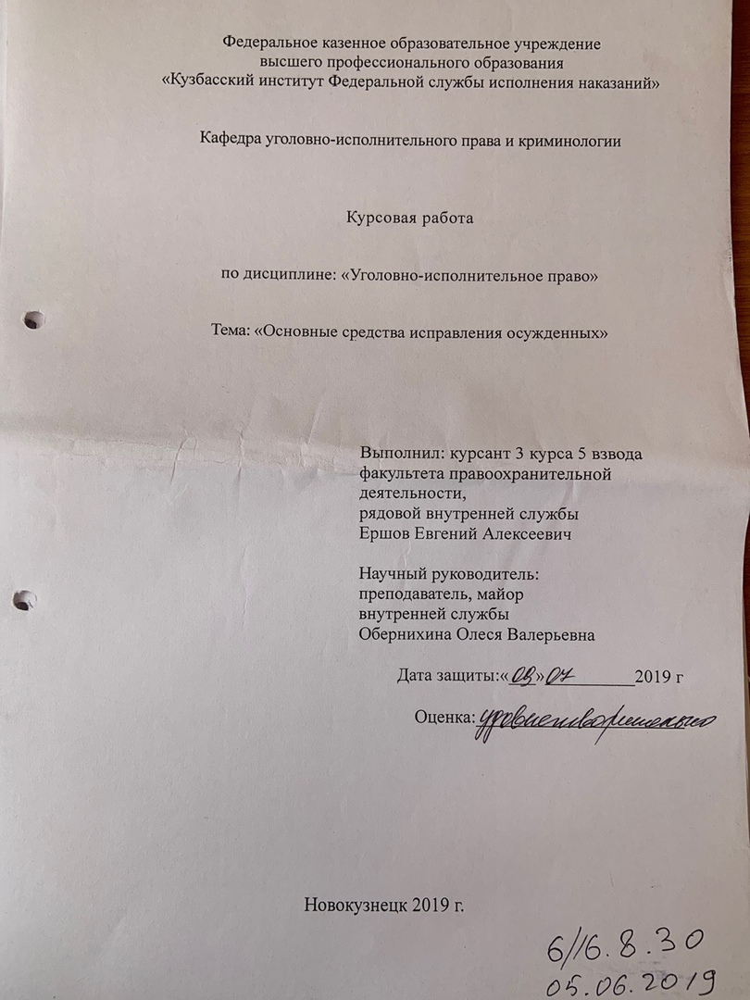 Федеральное казенное образовательное учреждение
высшего профессионального образования
«Кузбасский институт Федеральной службы исполнения наказаний»
Кафедра уголовно-исполнительного права и криминологии
Курсовая работа
по дисциплине: «Уголовно-исполнительное право»
Тема: «Основные средства исправления осужденных»
Выполнил: курсант 3 курса 5 взвода
факультета правоохранительной
деятельности,
рядовой внутренней службы
Ершов Евгений Алексеевич
Научный руководитель:
преподаватель, майор
внутренней службы
Обернихина Олеся Валерьевна
Дата защиты:«03»07________2019 г
Оценка: удовлетворительно
Новокузнецк 2019 г.
6//6.8.30
05.06.2019